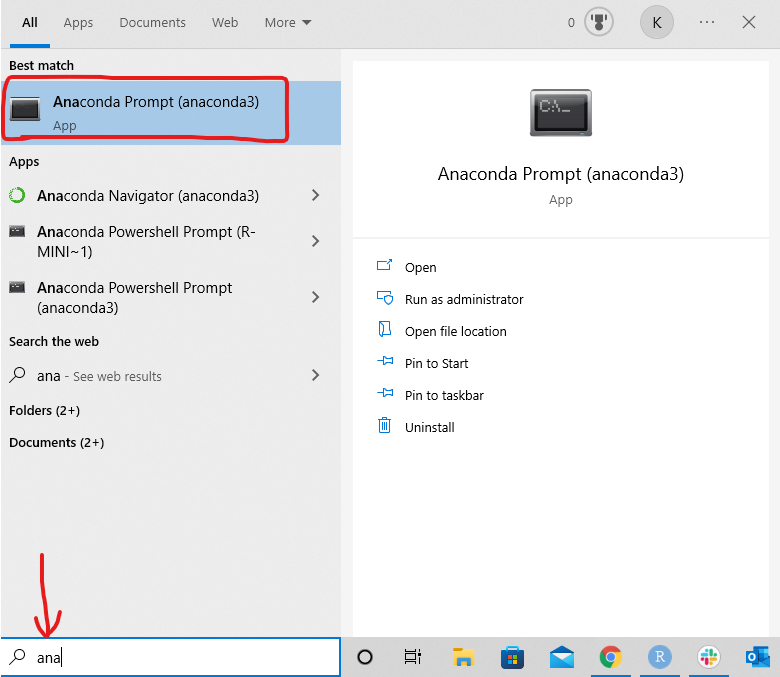 All Apps Documents Web More 0 K
Best match
Anaconda Prompt (anaconda3)
App
Apps
Anaconda Navigator (anaconda3)
Anaconda Powershell Prompt (R-
MINI~1)
Anaconda Powershell Prompt
(anaconda3)
Search the web
ana - See web results
Folders (2+)
Documents (2+)
C:\_
Anaconda Prompt (anaconda3)
App
Open
Run as administrator
Open file location
Pin to Start
Pin to taskbar
Uninstall
ana
R